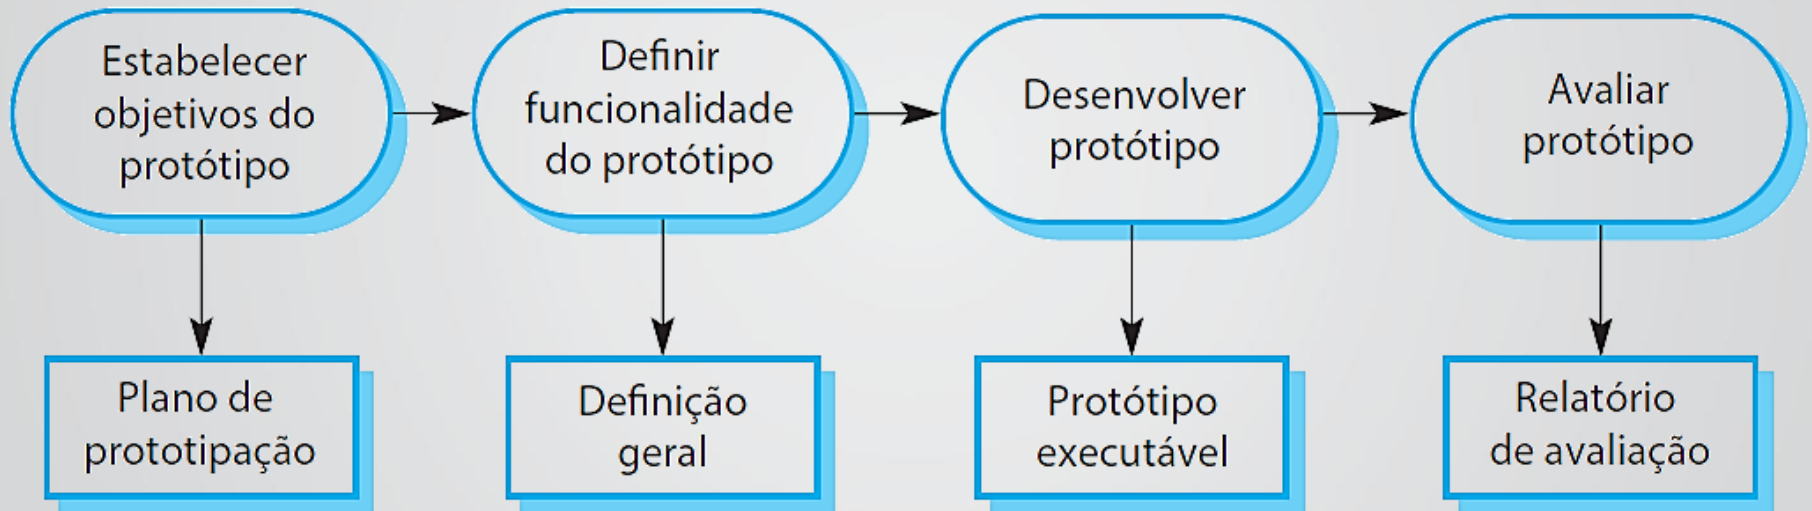 Estabelecer
objetivos do
protótipo
Definir
funcionalidade
do protótipo
Desenvolver
protótipo
Avaliar
protótipo
Plano de
prototipação
Definição
geral
Protótipo
executável
Relatório
de avaliação